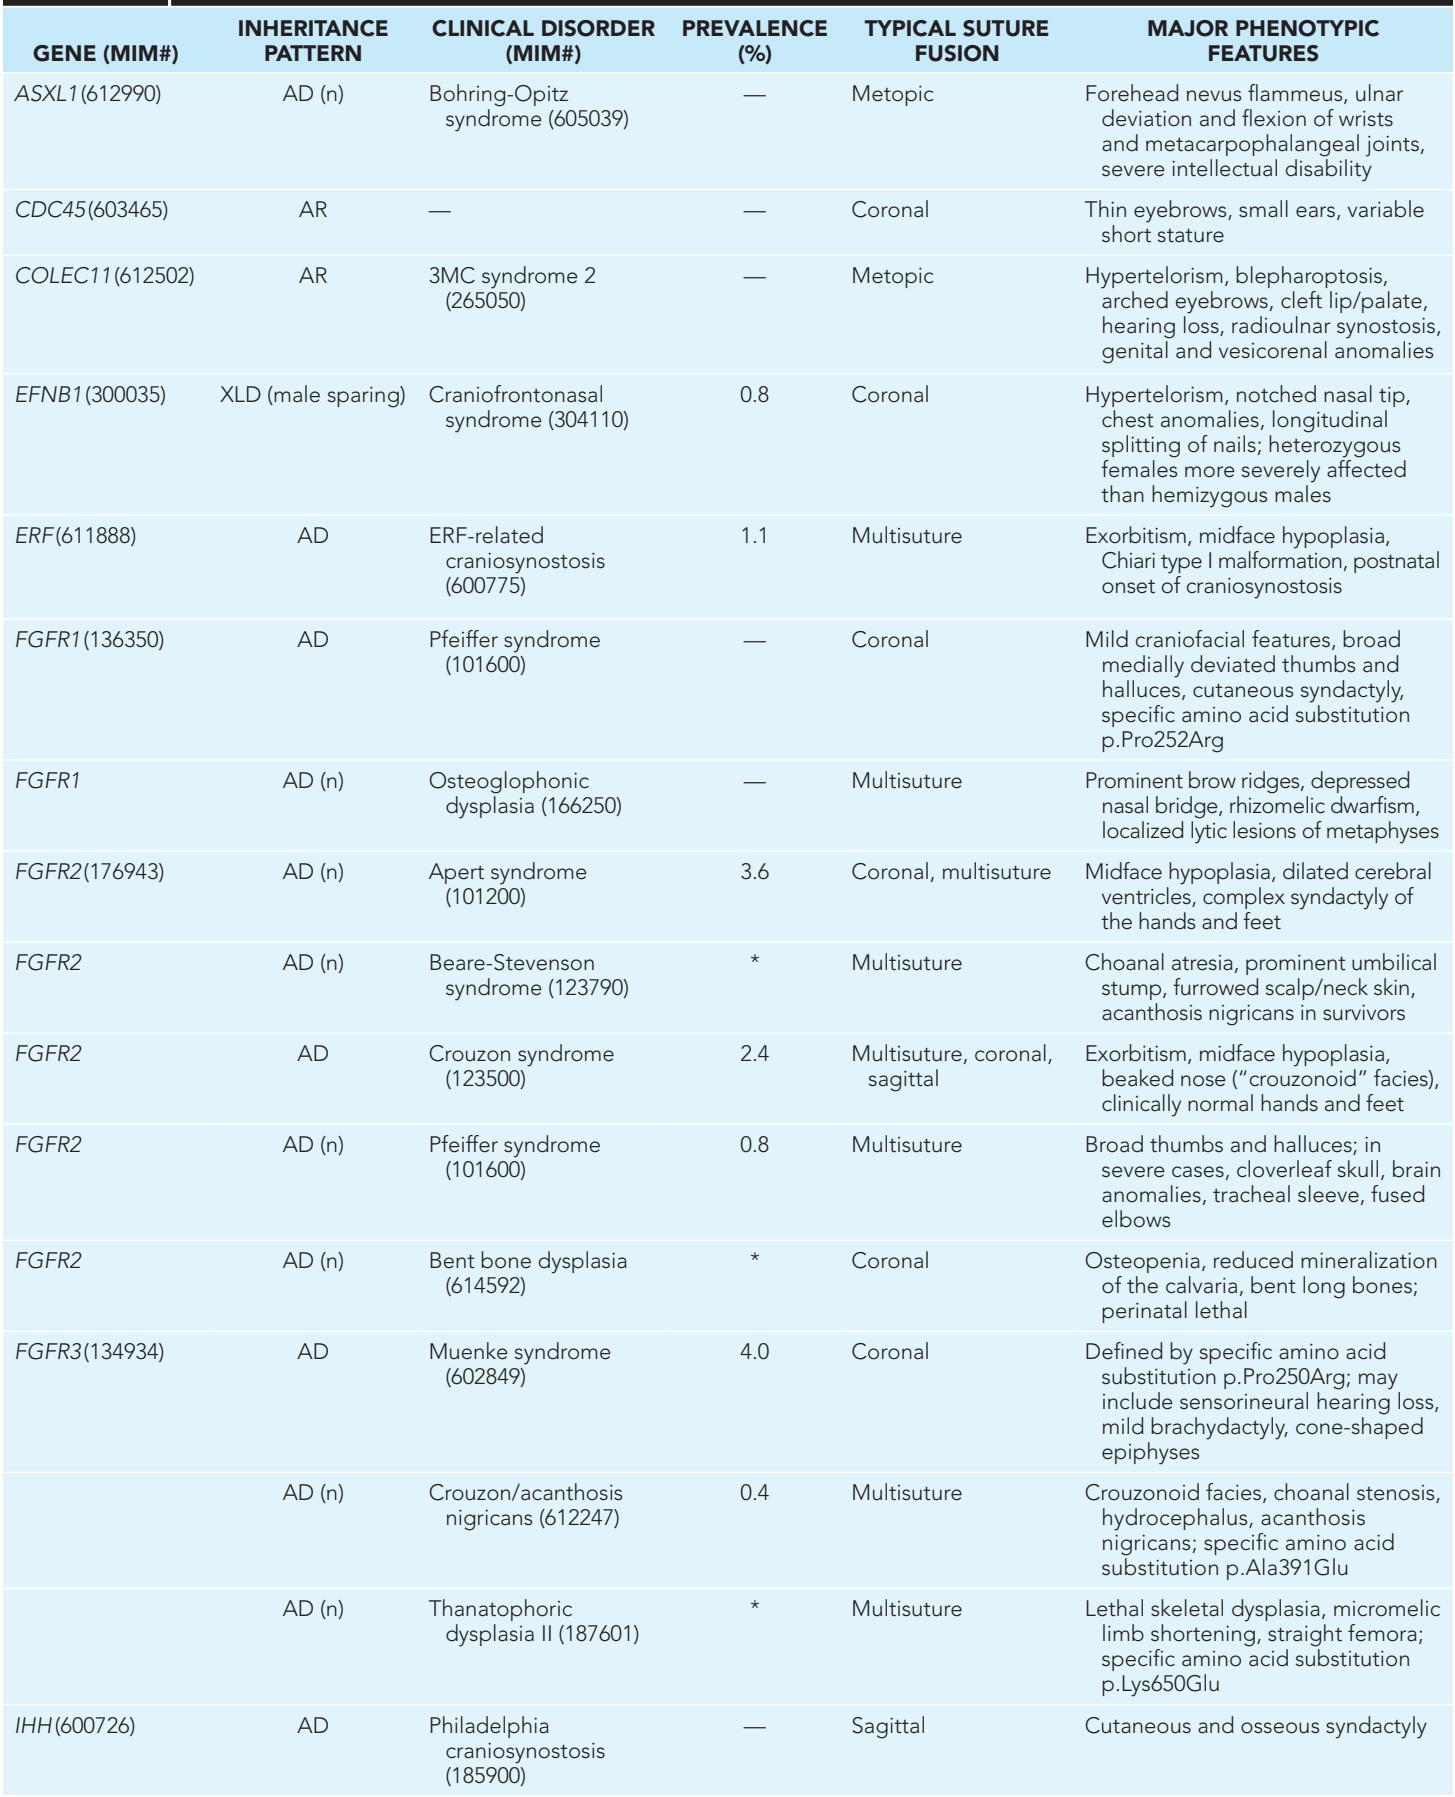 GENE (MIM#)
INHERITANCE
PATTERN
CLINICAL DISORDER
(MIM#)
PREVALENCE
(%)
TYPICAL SUTURE
FUSION
MAJOR PHENOTYPIC
FEATURES
ASXL1(612990)
AD (n)
Bohring-Opitz
syndrome (605039)
—
Metopic
Forehead nevus flammeus, ulnar
deviation and flexion of wrists
and metacarpophalangeal joints,
severe intellectual disability
CDC45(603465)
AR
—
—
Coronal
Thin eyebrows, small ears, variable
short stature
COLEC11(612502)
AR
3MC syndrome 2
(265050)
—
Metopic
Hypertelorism, blepharoptosis,
arched eyebrows, cleft lip/palate,
hearing loss, radioulnar synostosis,
genital and vesicorenal anomalies
EFNB1(300035)
XLD (male sparing)
Craniofrontonasal
syndrome (304110)
0.8
Coronal
Hypertelorism, notched nasal tip,
chest anomalies, longitudinal
splitting of nails; heterozygous
females more severely affected
than hemizygous males
ERF(611888)
AD
ERF-related
craniosynostosis
(600775)
1.1
Multisuture
Exorbitism, midface hypoplasia,
Chiari type I malformation, postnatal
onset of craniosynostosis
FGFR1(136350)
AD
Pfeiffer syndrome
(101600)
—
Coronal
Mild craniofacial features, broad
medially deviated thumbs and
halluces, cutaneous syndactyly,
specific amino acid substitution
p.Pro252Arg
FGFR1
AD (n)
Osteoglophonic
dysplasia (166250)
—
Multisuture
Prominent brow ridges, depressed
nasal bridge, rhizomelic dwarfism,
localized lytic lesions of metaphyses
FGFR2(176943)
AD (n)
Apert syndrome
(101200)
3.6
Coronal, multisuture
Midface hypoplasia, dilated cerebral
ventricles, complex syndactyly of
the hands and feet
FGFR2
AD (n)
Beare-Stevenson
syndrome (123790)
*
Multisuture
Choanal atresia, prominent umbilical
stump, furrowed scalp/neck skin,
acanthosis nigricans in survivors
FGFR2
AD
Crouzon syndrome
(123500)
2.4
Multisuture, coronal,
sagittal
Exorbitism, midface hypoplasia,
beaked nose (“crouzonoid” facies),
clinically normal hands and feet
FGFR2
AD (n)
Pfeiffer syndrome
(101600)
0.8
Multisuture
Broad thumbs and halluces; in
severe cases, cloverleaf skull, brain
anomalies, tracheal sleeve, fused
elbows
FGFR2
AD (n)
Bent bone dysplasia
(614592)
*
Coronal
Osteopenia, reduced mineralization
of the calvaria, bent long bones;
perinatal lethal
FGFR3(134934)
AD
Muenke syndrome
(602849)
4.0
Coronal
Defined by specific amino acid
substitution p.Pro250Arg; may
include sensorineural hearing loss,
mild brachydactyly, cone-shaped
epiphyses
AD (n)
Crouzon/acanthosis
nigricans (612247)
0.4
Multisuture
Crouzonoid facies, choanal stenosis,
hydrocephalus, acanthosis
nigricans; specific amino acid
substitution p.Ala391Glu
AD (n)
Thanatophoric
dysplasia II (187601)
*
Multisuture
Lethal skeletal dysplasia, micromelic
limb shortening, straight femora;
specific amino acid substitution
p.Lys650Glu
IHH(600726)
AD
Philadelphia
craniosynostosis
(185900)
—
Sagittal
Cutaneous and osseous syndactyly